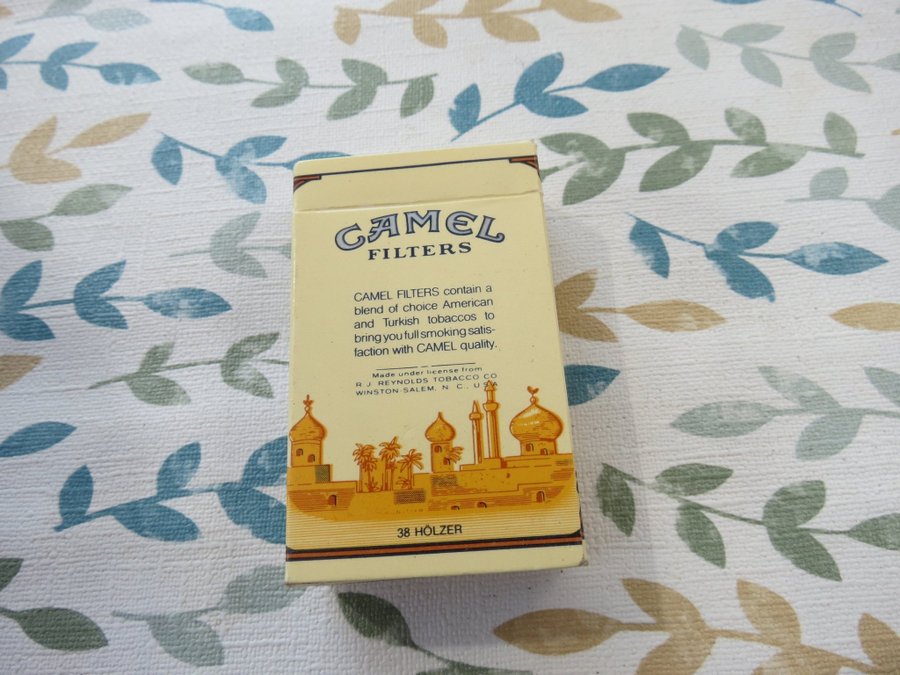 CAMEL
FILTERS
CAMEL FILTERS contain a
blend of choice American
and Turkish tobaccos to
bring you full smoking satis-
faction with CAMEL quality.
Made under license from
R. J. REYNOLDS TOBACCO CO
WINSTON-SALEM, N. C., USA
38 HÖLZER